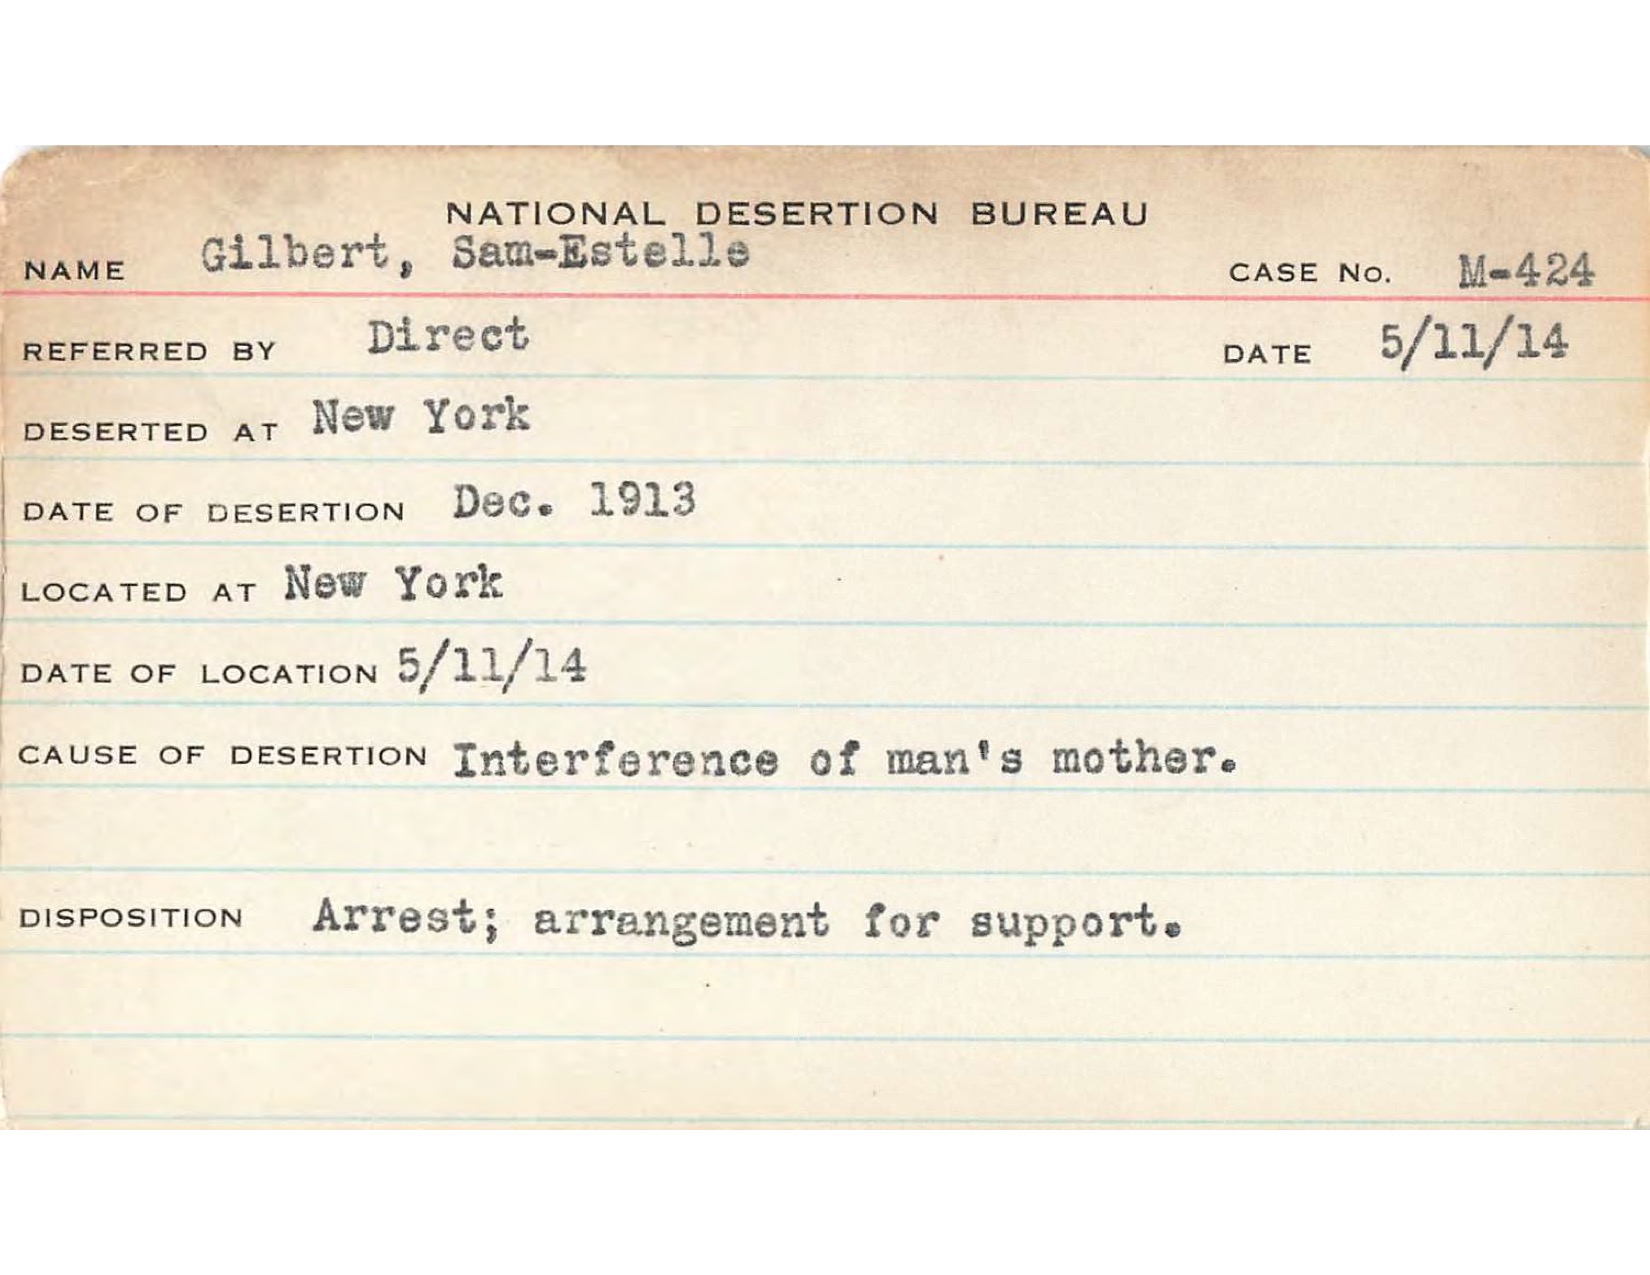 NATIONAL DESERTION BUREAU
NAME Gilbert, Sam-Estelle CASE No. M-424
REFERRED BY Direct DATE 5/11/14
DESERTED AT New York
DATE OF DESERTION Dec. 1913
LOCATED AT New York
DATE OF LOCATION 5/11/14
CAUSE OF DESERTION Interference of man's mother.
DISPOSITION Arrest; arrangement for support.